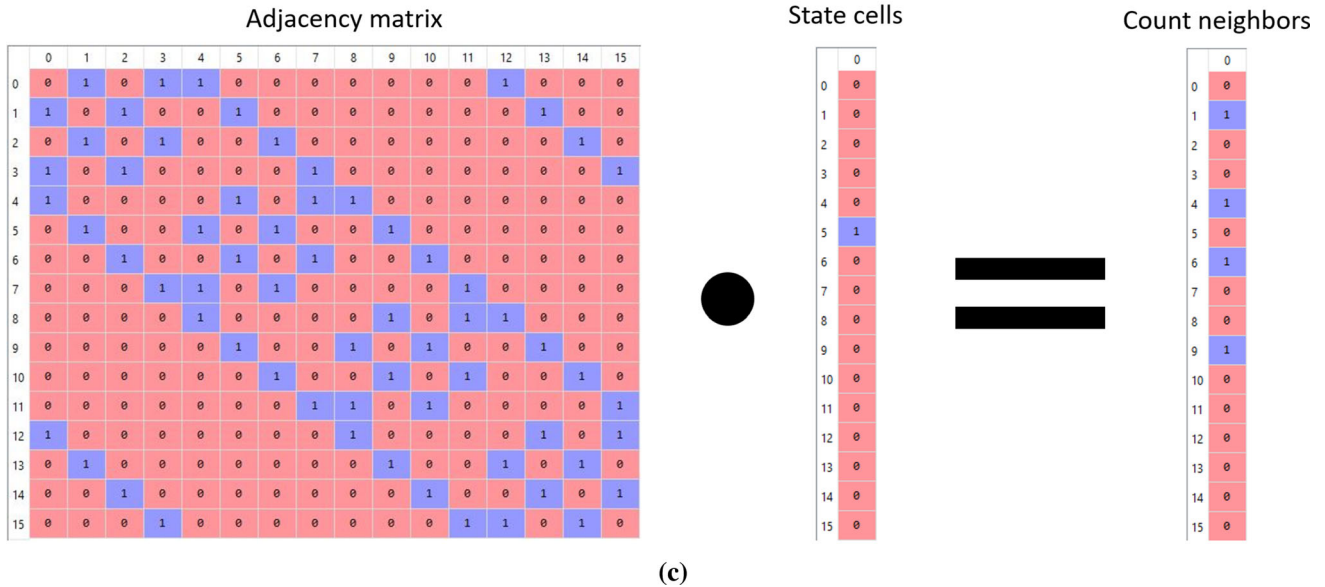 Adjacency matrix
State cells
Count neighbors
0 1 2 3 4 5 6 7 8 9 10 11 12 13 14 15
0 0 1 0 1 1 0 0 0 0 0 0 0 1 0 0 0
1 1 0 1 0 0 1 0 0 0 0 0 0 0 1 0 0
2 0 1 0 1 0 0 1 0 0 0 0 0 0 0 1 0
3 1 0 1 0 0 0 0 1 0 0 0 0 0 0 0 1
4 1 0 0 0 0 1 0 1 1 0 0 0 0 0 0 0
5 0 1 0 0 1 0 1 0 0 1 0 0 0 0 0 0
6 0 0 1 0 0 1 0 1 0 0 1 0 0 0 0 0
7 0 0 0 1 1 0 1 0 0 0 0 1 0 0 0 0
8 0 0 0 0 1 0 0 0 0 1 0 1 1 0 0 0
9 0 0 0 0 0 1 0 0 1 0 1 0 0 1 0 0
10 0 0 0 0 0 0 1 0 0 1 0 1 0 0 1 0
11 0 0 0 0 0 0 0 1 1 0 1 0 0 0 0 1
12 1 0 0 0 0 0 0 0 1 0 0 0 0 1 0 1
13 0 1 0 0 0 0 0 0 0 1 0 0 1 0 1 0
14 0 0 1 0 0 0 0 0 0 0 1 0 0 1 0 1
15 0 0 0 1 0 0 0 0 0 0 0 1 1 0 1 0
0
0 0
1 0
2 0
3 0
4 0
5 1
6 0
7 0
8 0
9 0
10 0
11 0
12 0
13 0
14 0
15 0
0
0 0
1 1
2 0
3 0
4 1
5 0
6 1
7 0
8 0
9 1
10 0
11 0
12 0
13 0
14 0
15 0
(c)